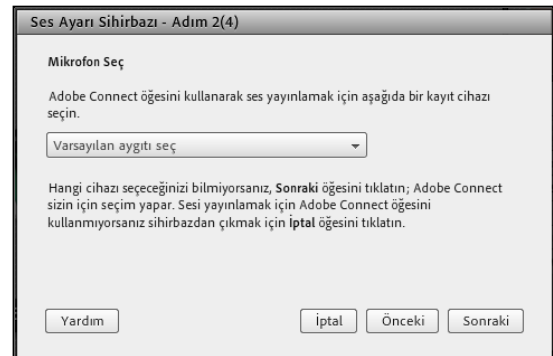 Ses Ayarı Sihirbazı - Adım 2(4)
Mikrofon Seç
Adobe Connect öğesini kullanarak ses yayınlamak için aşağıda bir kayıt cihazı
seçin.
Varsayılan aygıtı seç
Hangi cihazı seçeceğinizi bilmiyorsanız, Sonraki öğesini tıklatın; Adobe Connect
sizin için seçim yapar. Sesi yayınlamak için Adobe Connect öğesini
kullanmıyorsanız sihirbazdan çıkmak için İptal öğesini tıklatın.
Yardım İptal Önceki Sonraki